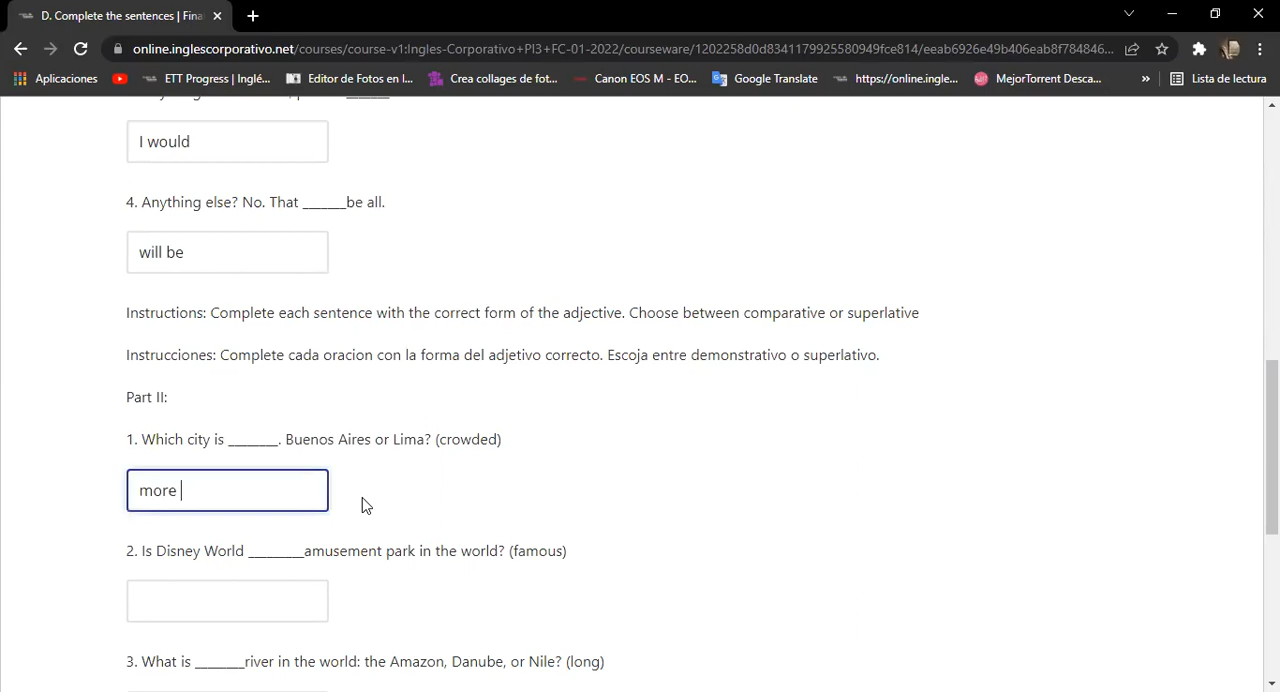 D. Complete the sentences | Fina
online.inglescorporativo.net/courses/course-v1:Ingles-Corporativo+PI3+FC-01-2022/courseware/1202258d0d8341179925580949fce814/eeab6926e49b406eab8f784846...
Aplicaciones ETT Progress | Inglé... Editor de Fotos en l... Crea collages de fot... Canon EOS M - EO... Google Translate https://online.ingle... MejorTorrent Desca... » Lista de lectura
I would
4. Anything else? No. That ______be all.
will be
Instructions: Complete each sentence with the correct form of the adjective. Choose between comparative or superlative
Instrucciones: Complete cada oracion con la forma del adjetivo correcto. Escoja entre demonstrativo o superlativo.
Part II:
1. Which city is _______. Buenos Aires or Lima? (crowded)
more
2. Is Disney World ________amusement park in the world? (famous)
3. What is _______river in the world: the Amazon, Danube, or Nile? (long)